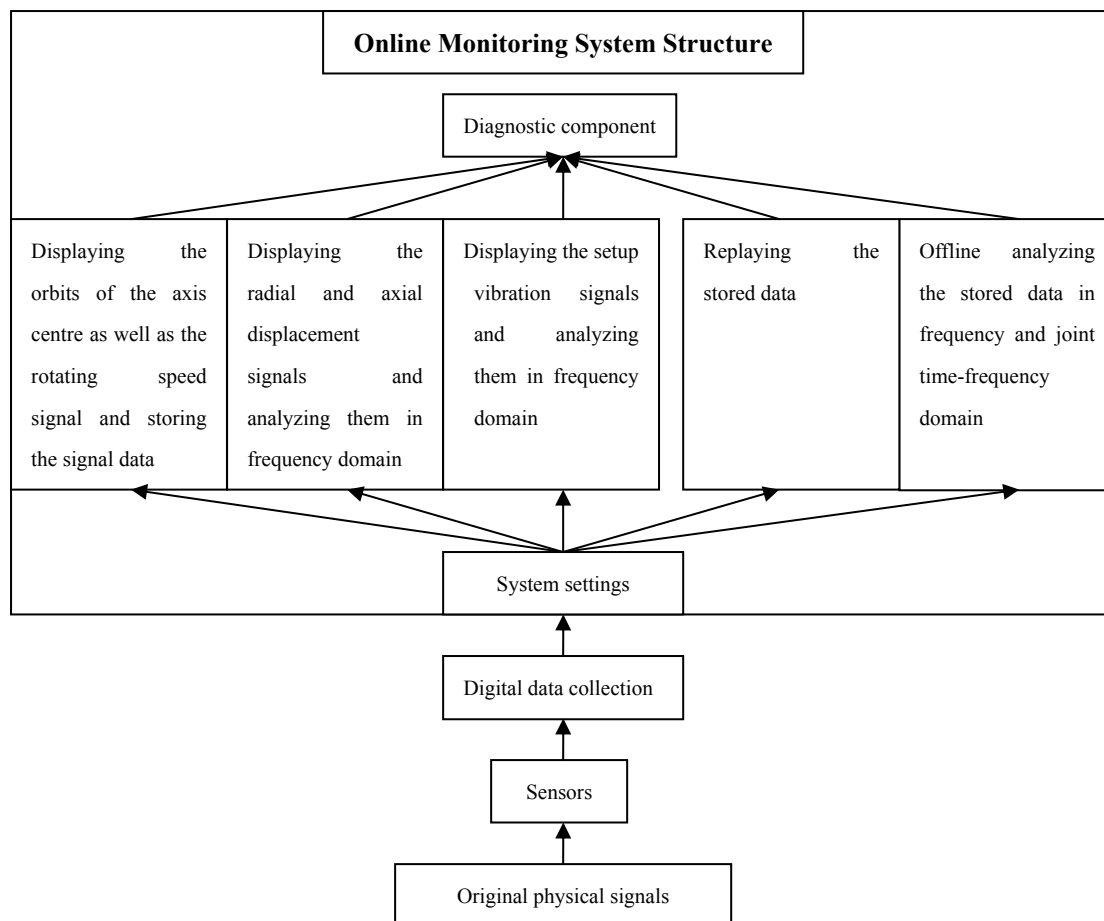 Online Monitoring System Structure
Diagnostic component
Displaying the
orbits of the axis
centre as well as the
rotating speed
signal and storing
the signal data
Displaying the
radial and axial
displacement
signals and
analyzing them in
frequency domain
Displaying the setup
vibration signals
and analyzing
them in frequency
domain
Replaying the
stored data
Offline analyzing
the stored data in
frequency and joint
time-frequency
domain
System settings
Digital data collection
Sensors
Original physical signals